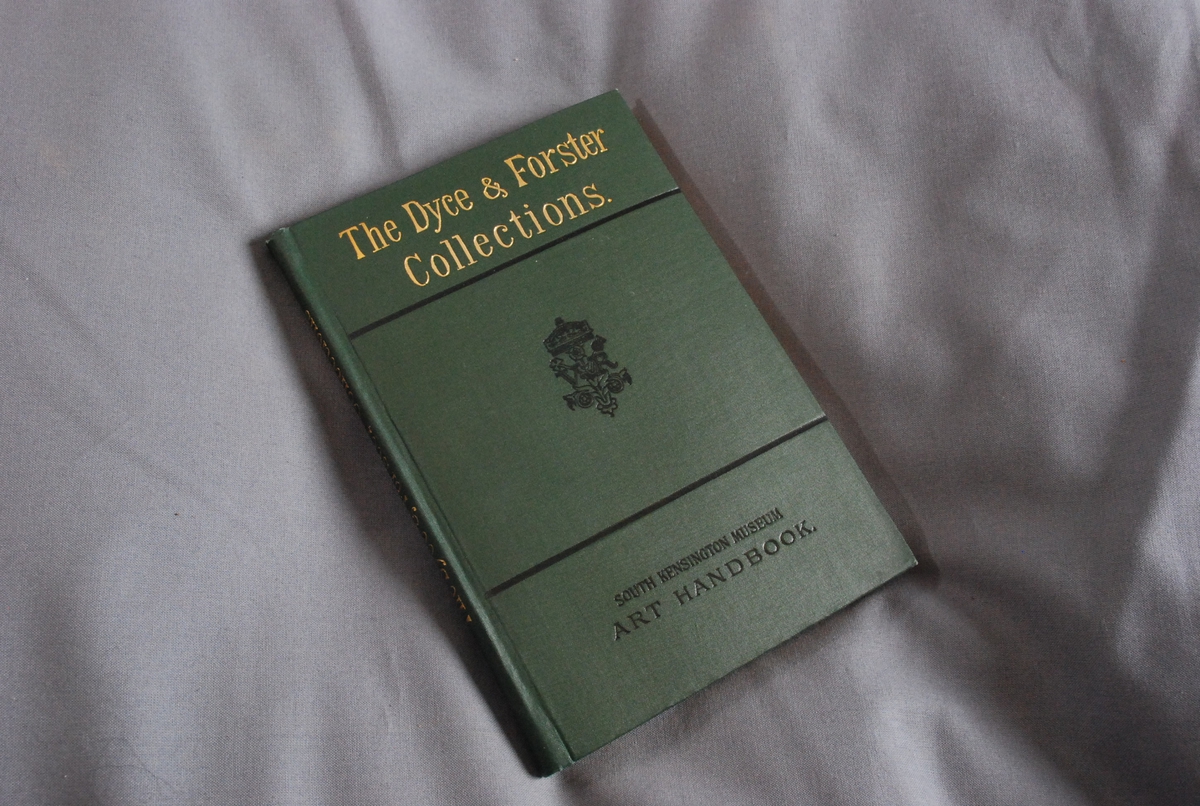 The Dyce & Forster
Collections.
SOUTH KENSINGTON MUSEUM
ART HANDBOOK.